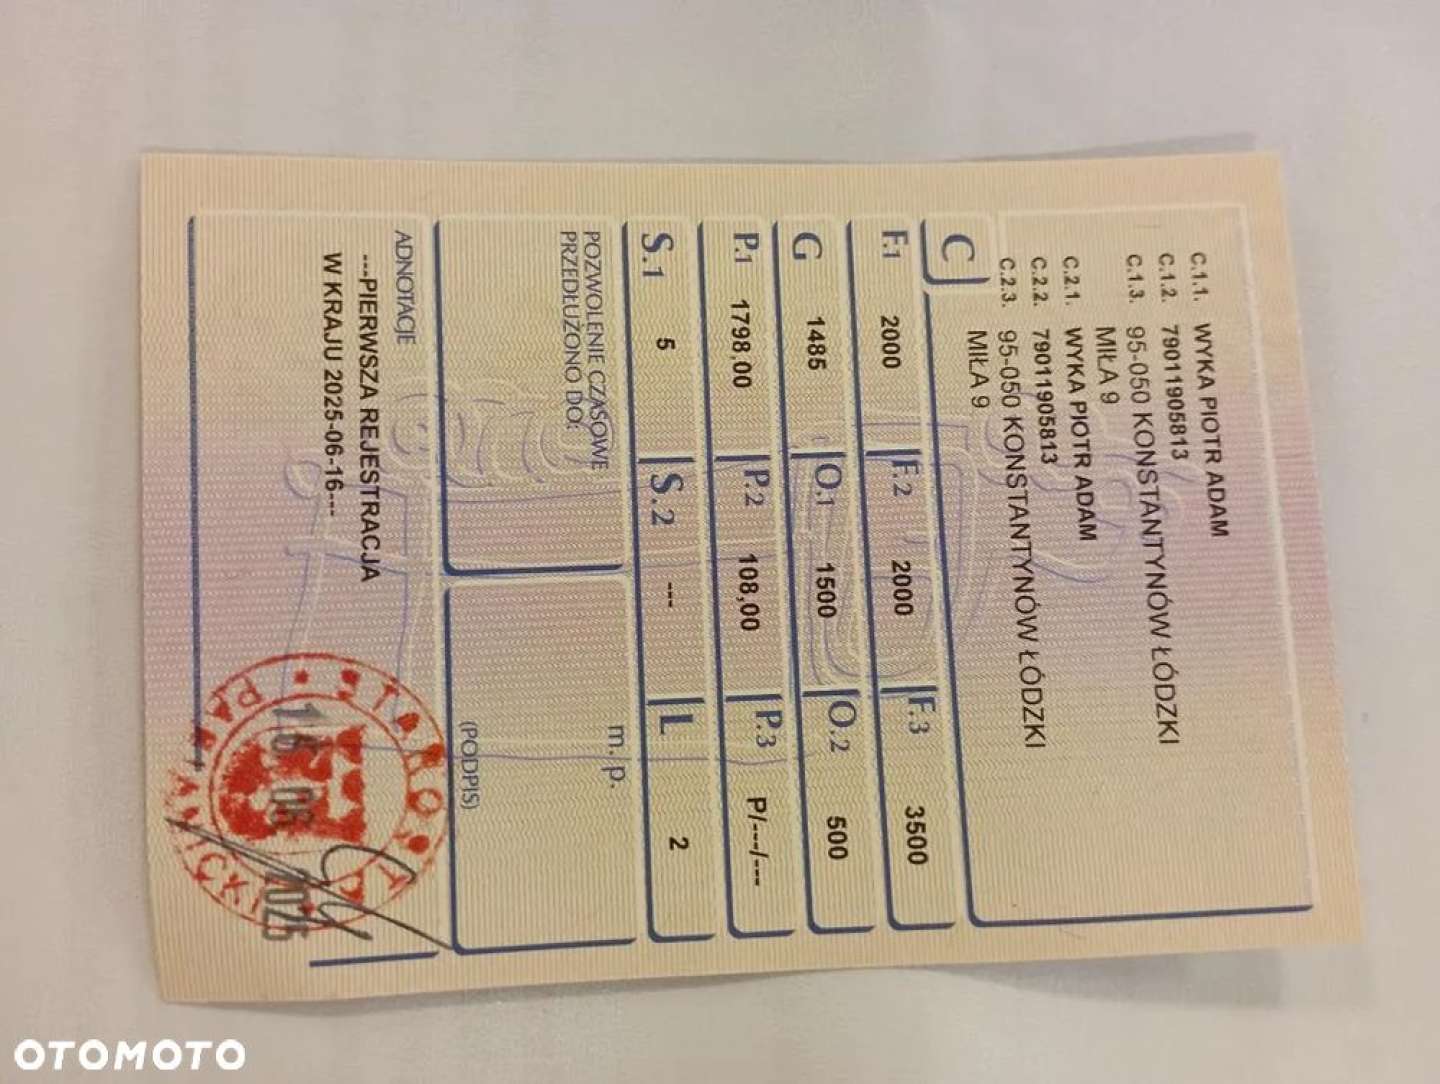 C.1.1. WYKA PIOTR ADAM
C.1.2. 79011905813
C.1.3. 95-050 KONSTANTYNÓW ŁÓDZKI
MIŁA 9
C.2.1. WYKA PIOTR ADAM
C.2.2. 79011905813
C.2.3. 95-050 KONSTANTYNÓW ŁÓDZKI
MIŁA 9
C
F.1 2000 F.2 2000 F.3 3500
G 1485 O.1 1500 O.2 500
P.1 1798,00 P.2 108,00 P.3 P/---/---
S.1 5 S.2 --- L 2
POZWOLENIE CZASOWE
PRZEDŁUŻONO DO:
m. p.
(PODPIS)
ADNOTACJE
---PIERWSZA REJESTRACJA
W KRAJU 2025-06-16---
OTOMOTO